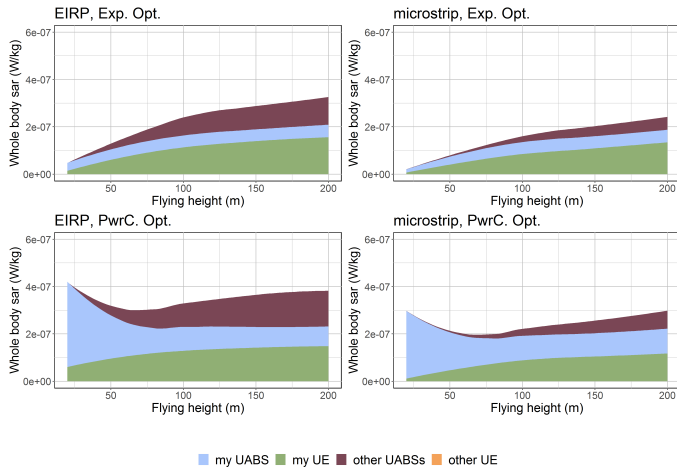 EIRP, Exp. Opt.
microstrip, Exp. Opt.
6e-07
4e-07
2e-07
0e+00
Whole body sar (W/kg)
50 100 150 200
Flying height (m)
6e-07
4e-07
2e-07
0e+00
Whole body sar (W/kg)
50 100 150 200
Flying height (m)
EIRP, PwrC. Opt.
microstrip, PwrC. Opt.
6e-07
4e-07
2e-07
0e+00
Whole body sar (W/kg)
50 100 150 200
Flying height (m)
6e-07
4e-07
2e-07
0e+00
Whole body sar (W/kg)
50 100 150 200
Flying height (m)
my UABS my UE other UABSs other UE